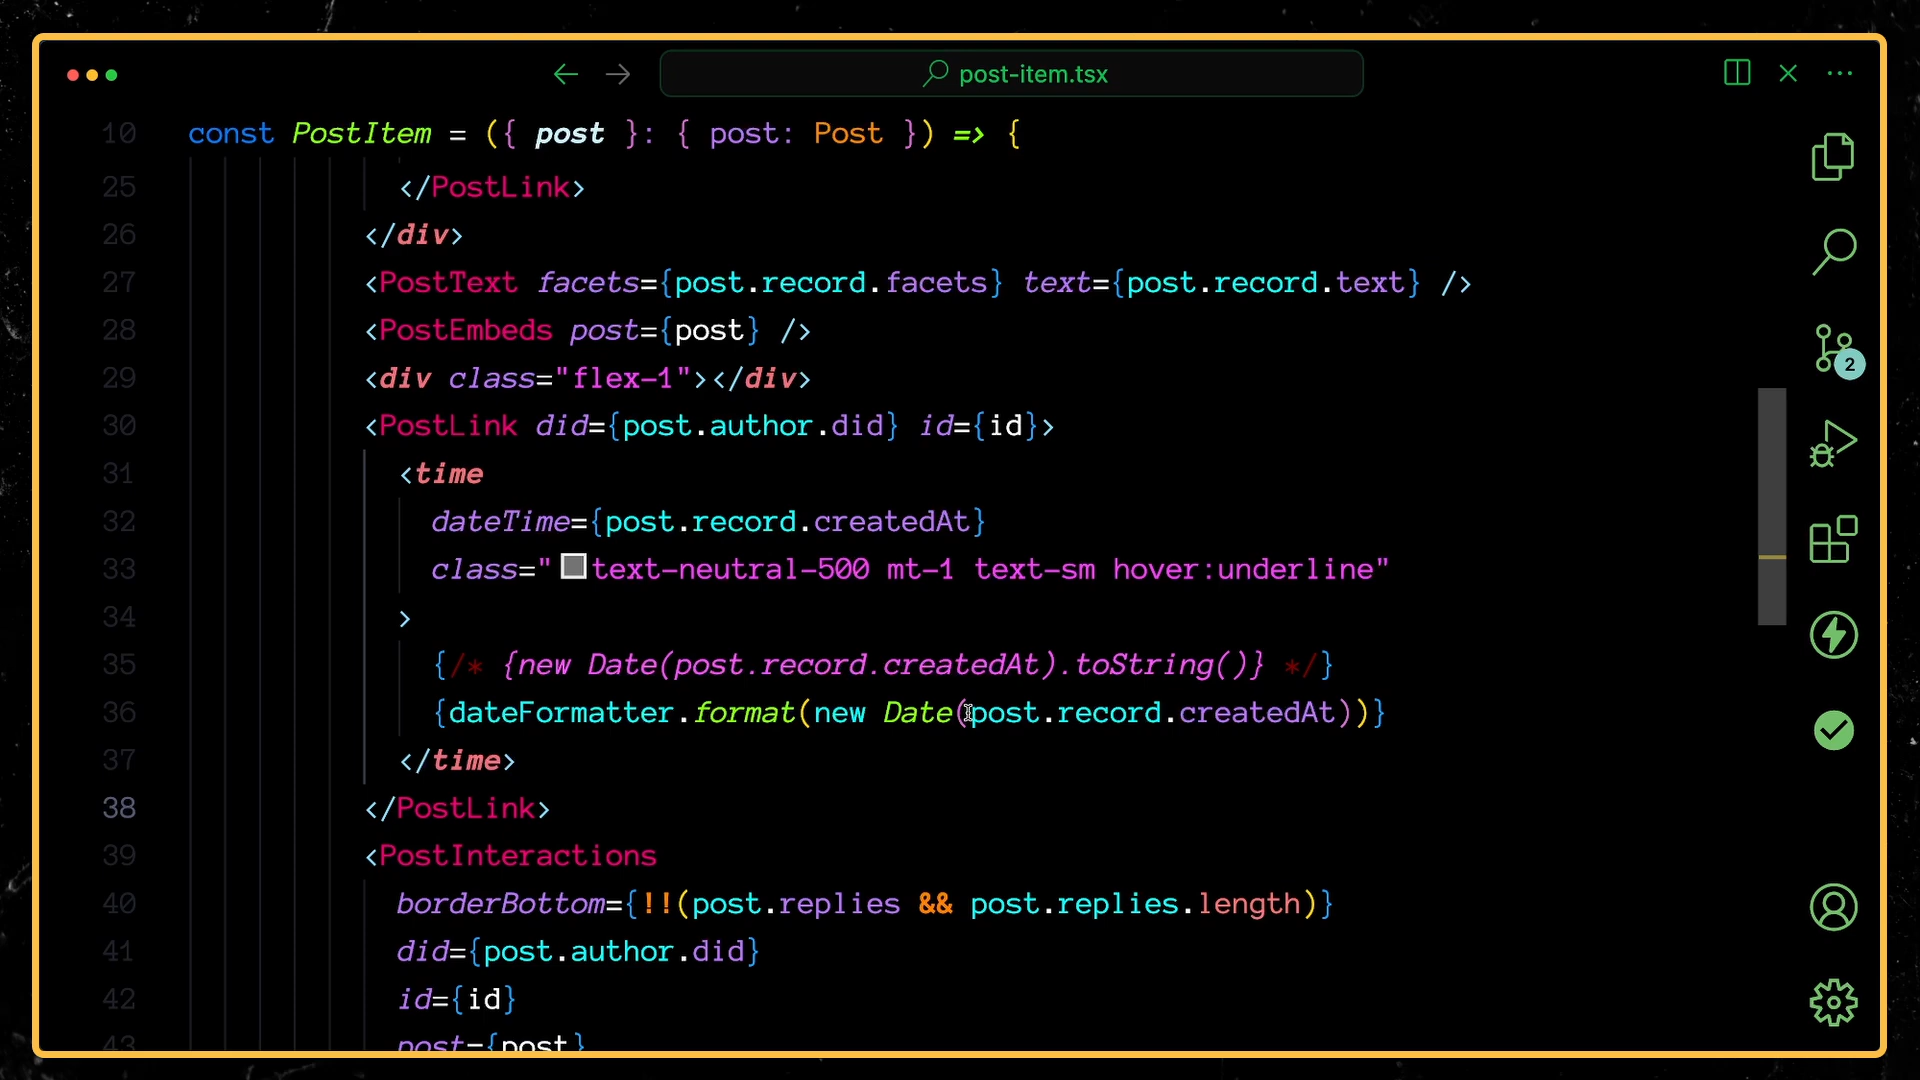 post-item.tsx
10 const PostItem = ({ post }: { post: Post }) => {
25 </PostLink>
26 </div>
27 <PostText facets={post.record.facets} text={post.record.text} />
28 <PostEmbeds post={post} />
29 <div class="flex-1"></div>
30 <PostLink did={post.author.did} id={id}>
31 <time
32 dateTime={post.record.createdAt}
33 class="text-neutral-500 mt-1 text-sm hover:underline"
34 >
35 {/* {new Date(post.record.createdAt).toString()} */}
36 {dateFormatter.format(new Date(post.record.createdAt))}
37 </time>
38 </PostLink>
39 <PostInteractions
40 borderBottom={!!(post.replies && post.replies.length)}
41 did={post.author.did}
42 id={id}
43 post={post}
2